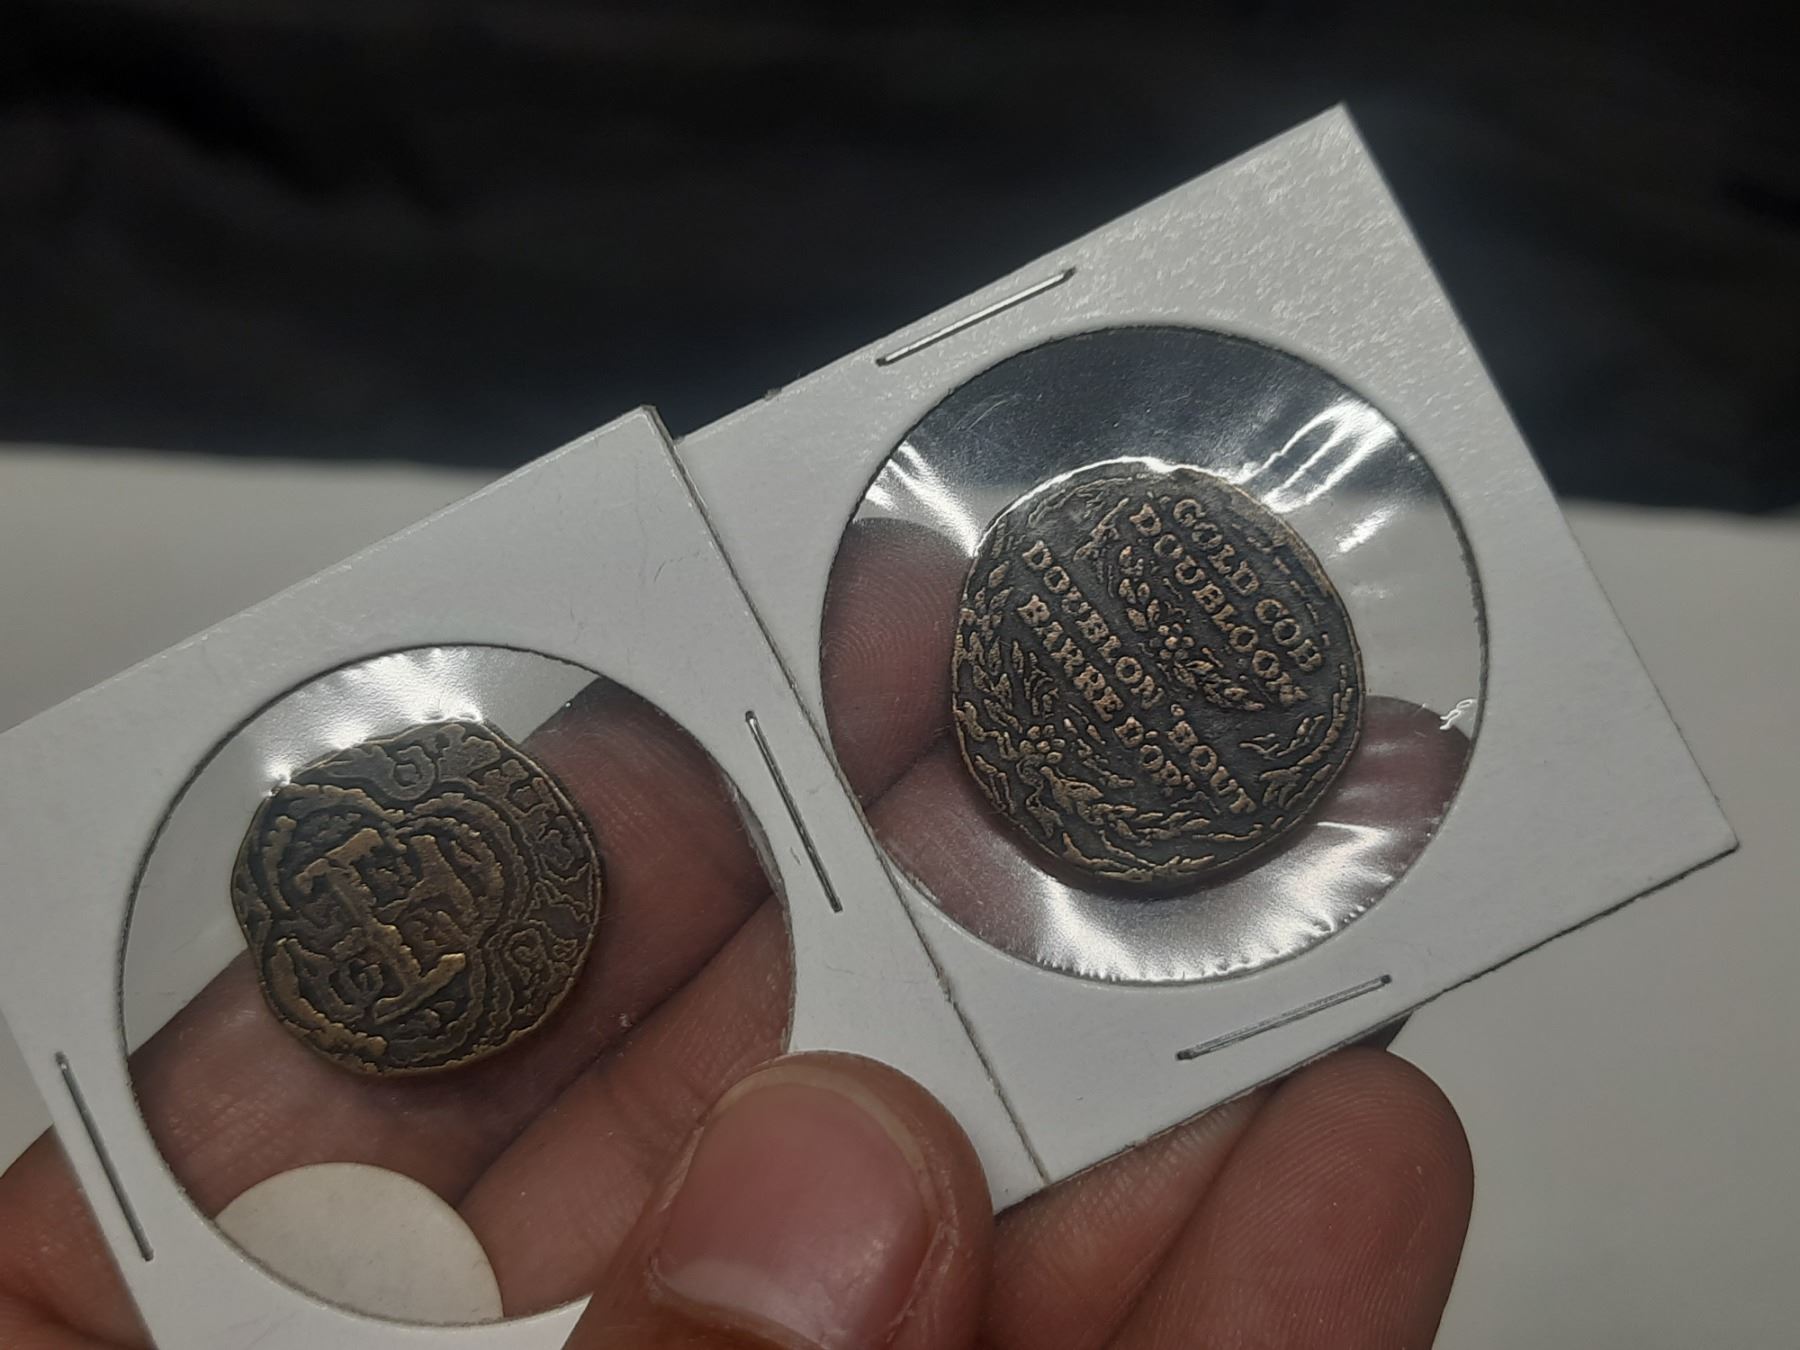 GOLD COB
DOUBLOON
DOUBLON "BOUT
BARRE D'OR"